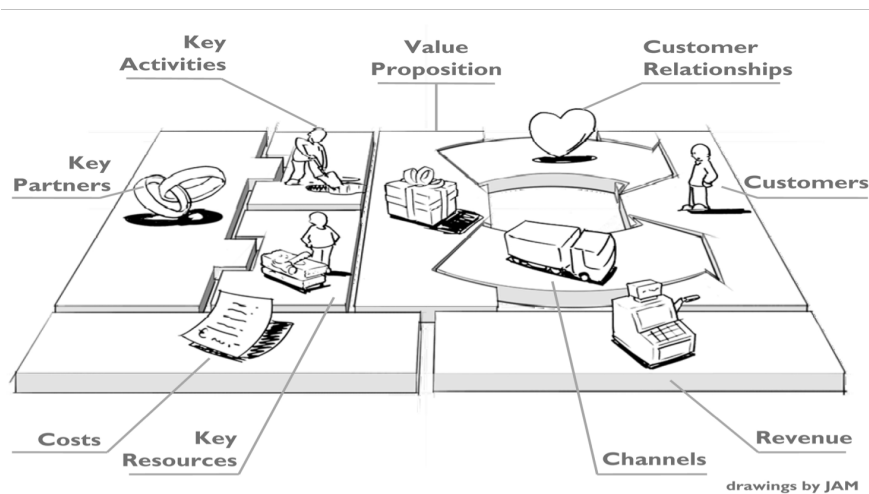 Key
Activities
Value
Proposition
Customer
Relationships
Key
Partners
Customers
Costs
Key
Resources
Channels
Revenue
drawings by JAM